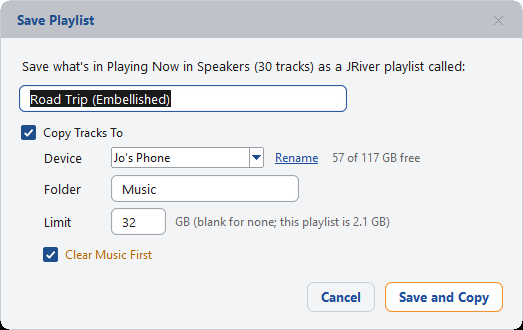 Save Playlist
Save what's in Playing Now in Speakers (30 tracks) as a JRiver playlist called:
Road Trip (Embellished)
Copy Tracks To
Device Jo's Phone Rename 57 of 117 GB free
Folder Music
Limit 32 GB (blank for none; this playlist is 2.1 GB)
Clear Music First
Cancel Save and Copy